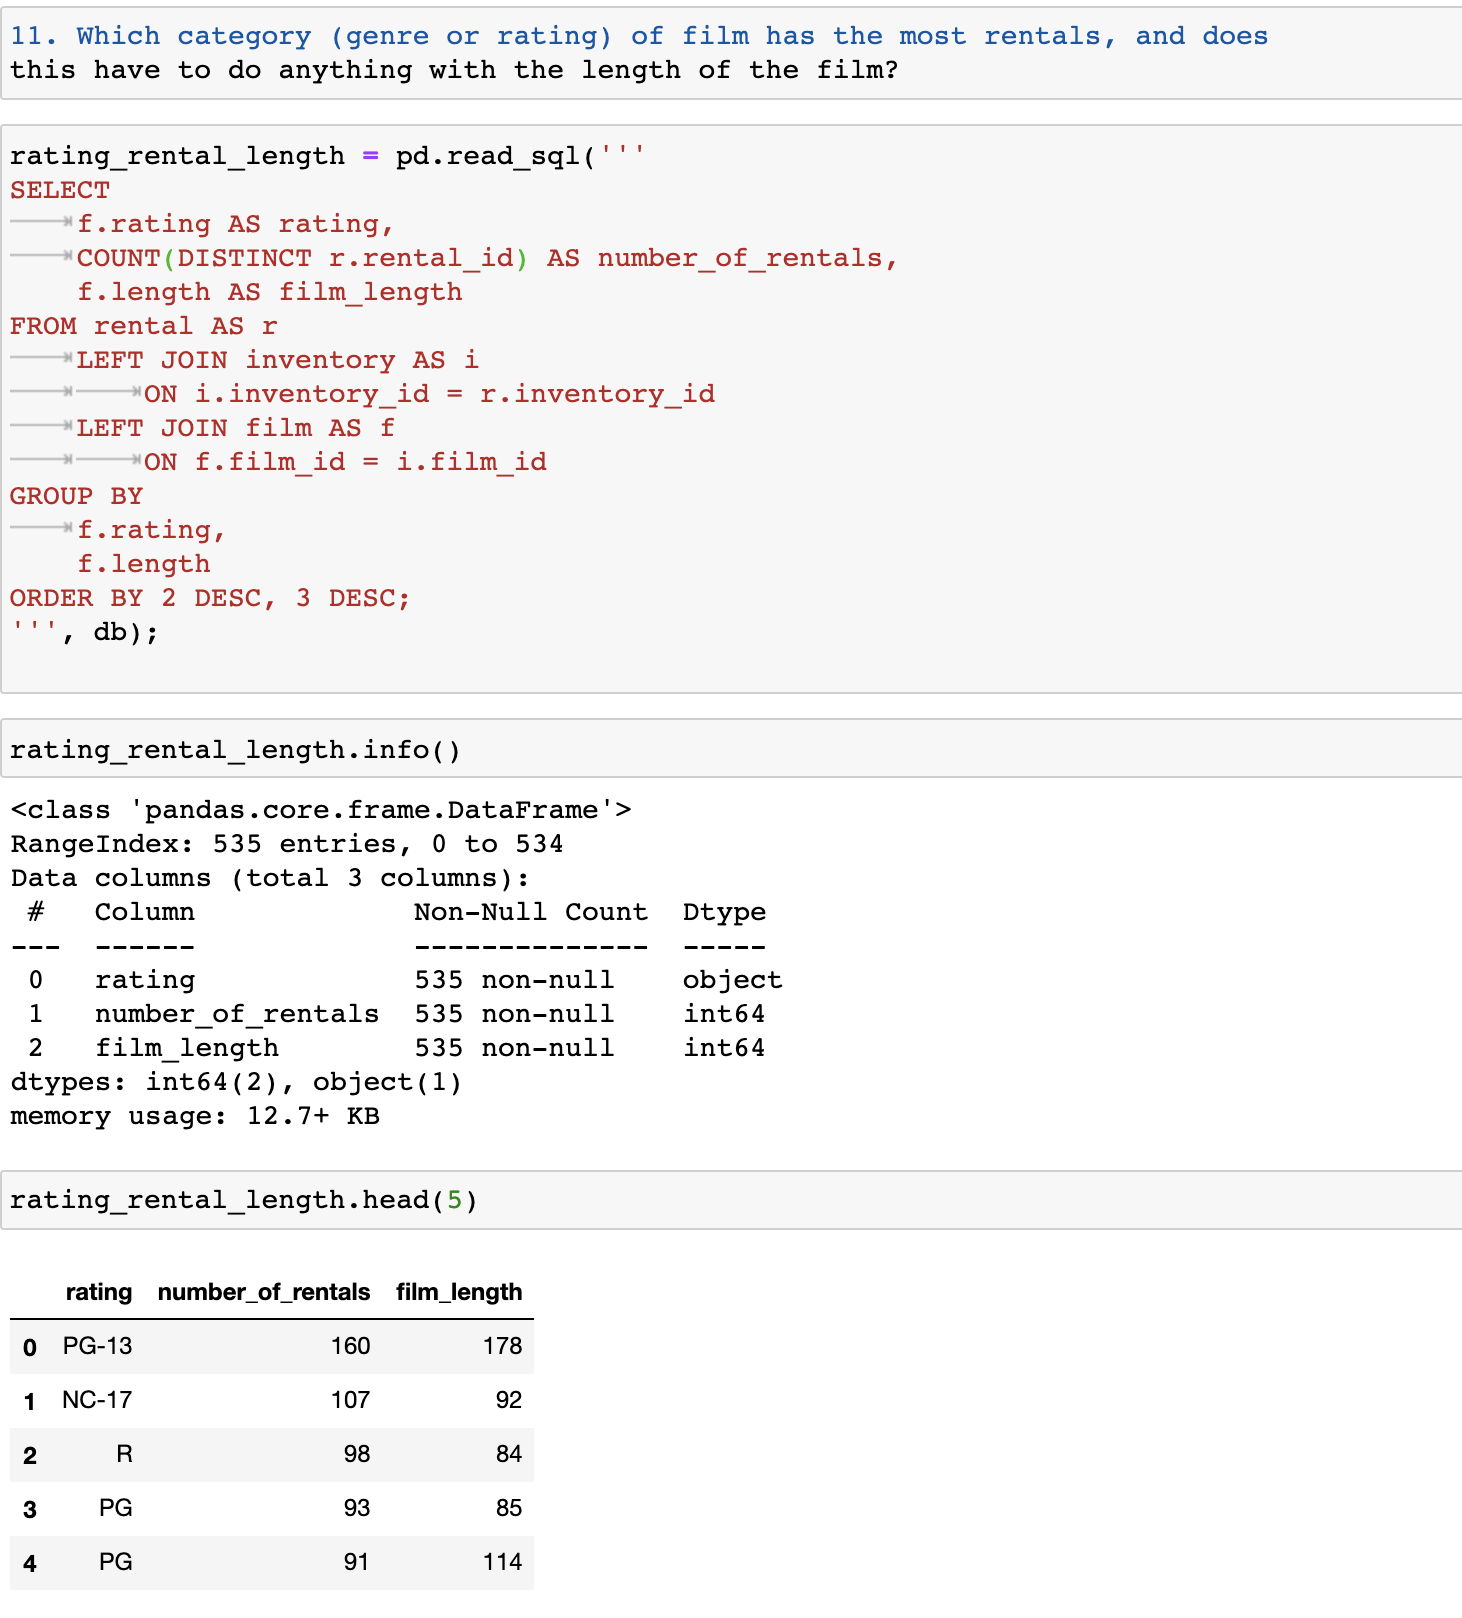 11. Which category (genre or rating) of film has the most rentals, and does
this have to do anything with the length of the film?
rating_rental_length = pd.read_sql('''
SELECT
f.rating AS rating,
COUNT(DISTINCT r.rental_id) AS number_of_rentals,
f.length AS film_length
FROM rental AS r
LEFT JOIN inventory AS i
ON i.inventory_id = r.inventory_id
LEFT JOIN film AS f
ON f.film_id = i.film_id
GROUP BY
f.rating,
f.length
ORDER BY 2 DESC, 3 DESC;
''', db);
rating_rental_length.info()
<class 'pandas.core.frame.DataFrame'>
RangeIndex: 535 entries, 0 to 534
Data columns (total 3 columns):
# Column Non-Null Count Dtype
--- ------ -------------- -----
0 rating 535 non-null object
1 number_of_rentals 535 non-null int64
2 film_length 535 non-null int64
dtypes: int64(2), object(1)
memory usage: 12.7+ KB
rating_rental_length.head(5)
rating number_of_rentals film_length
0 PG-13 160 178
1 NC-17 107 92
2 R 98 84
3 PG 93 85
4 PG 91 114